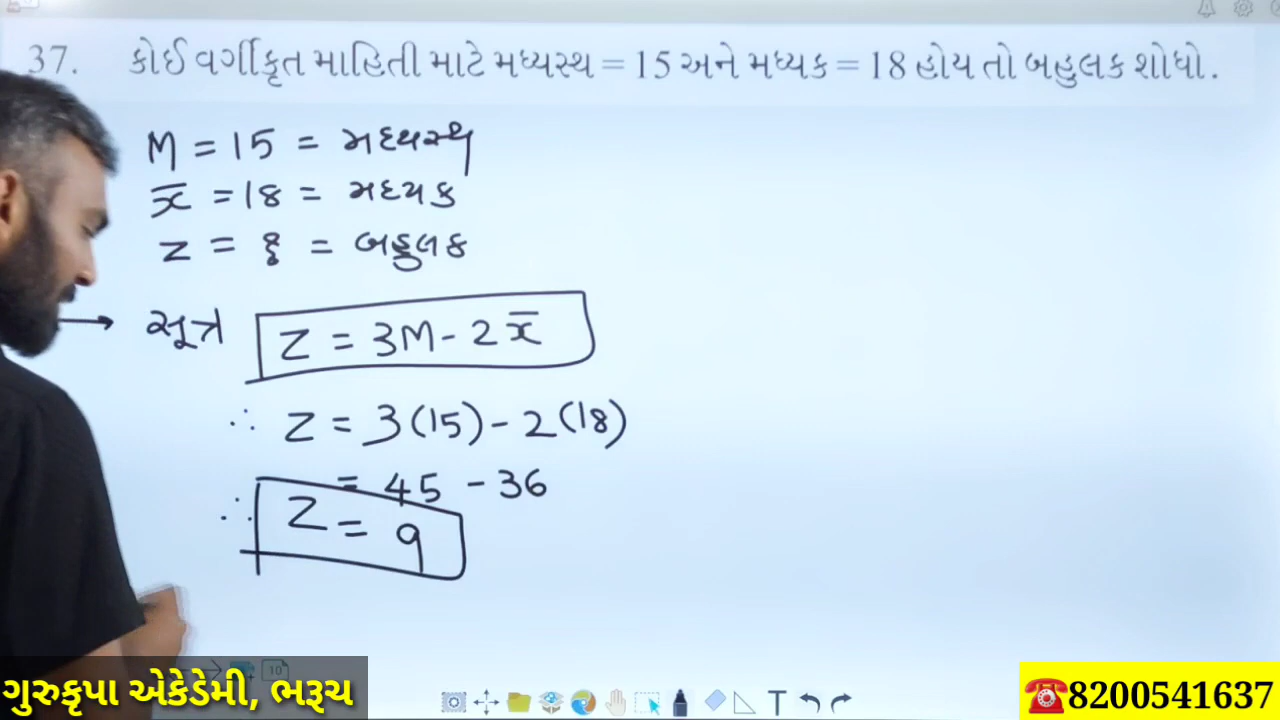 37. કોઈ વર્ગીકૃત માહિતી માટે મધ્યસ્થ = 15 અને મધ્યક = 18 હોય તો બહુલક શોધો.
M = 15 = મધ્યસ્થ
x̄ = 18 = મધ્યક
Z = ? = બહુલક
→ સૂત્ર Z = 3M - 2x̄
∴ Z = 3(15) - 2(18)
= 45 - 36
∴ Z = 9
10
ગુરુકૃપા એકેડેમી, ભરૂચ
☎8200541637